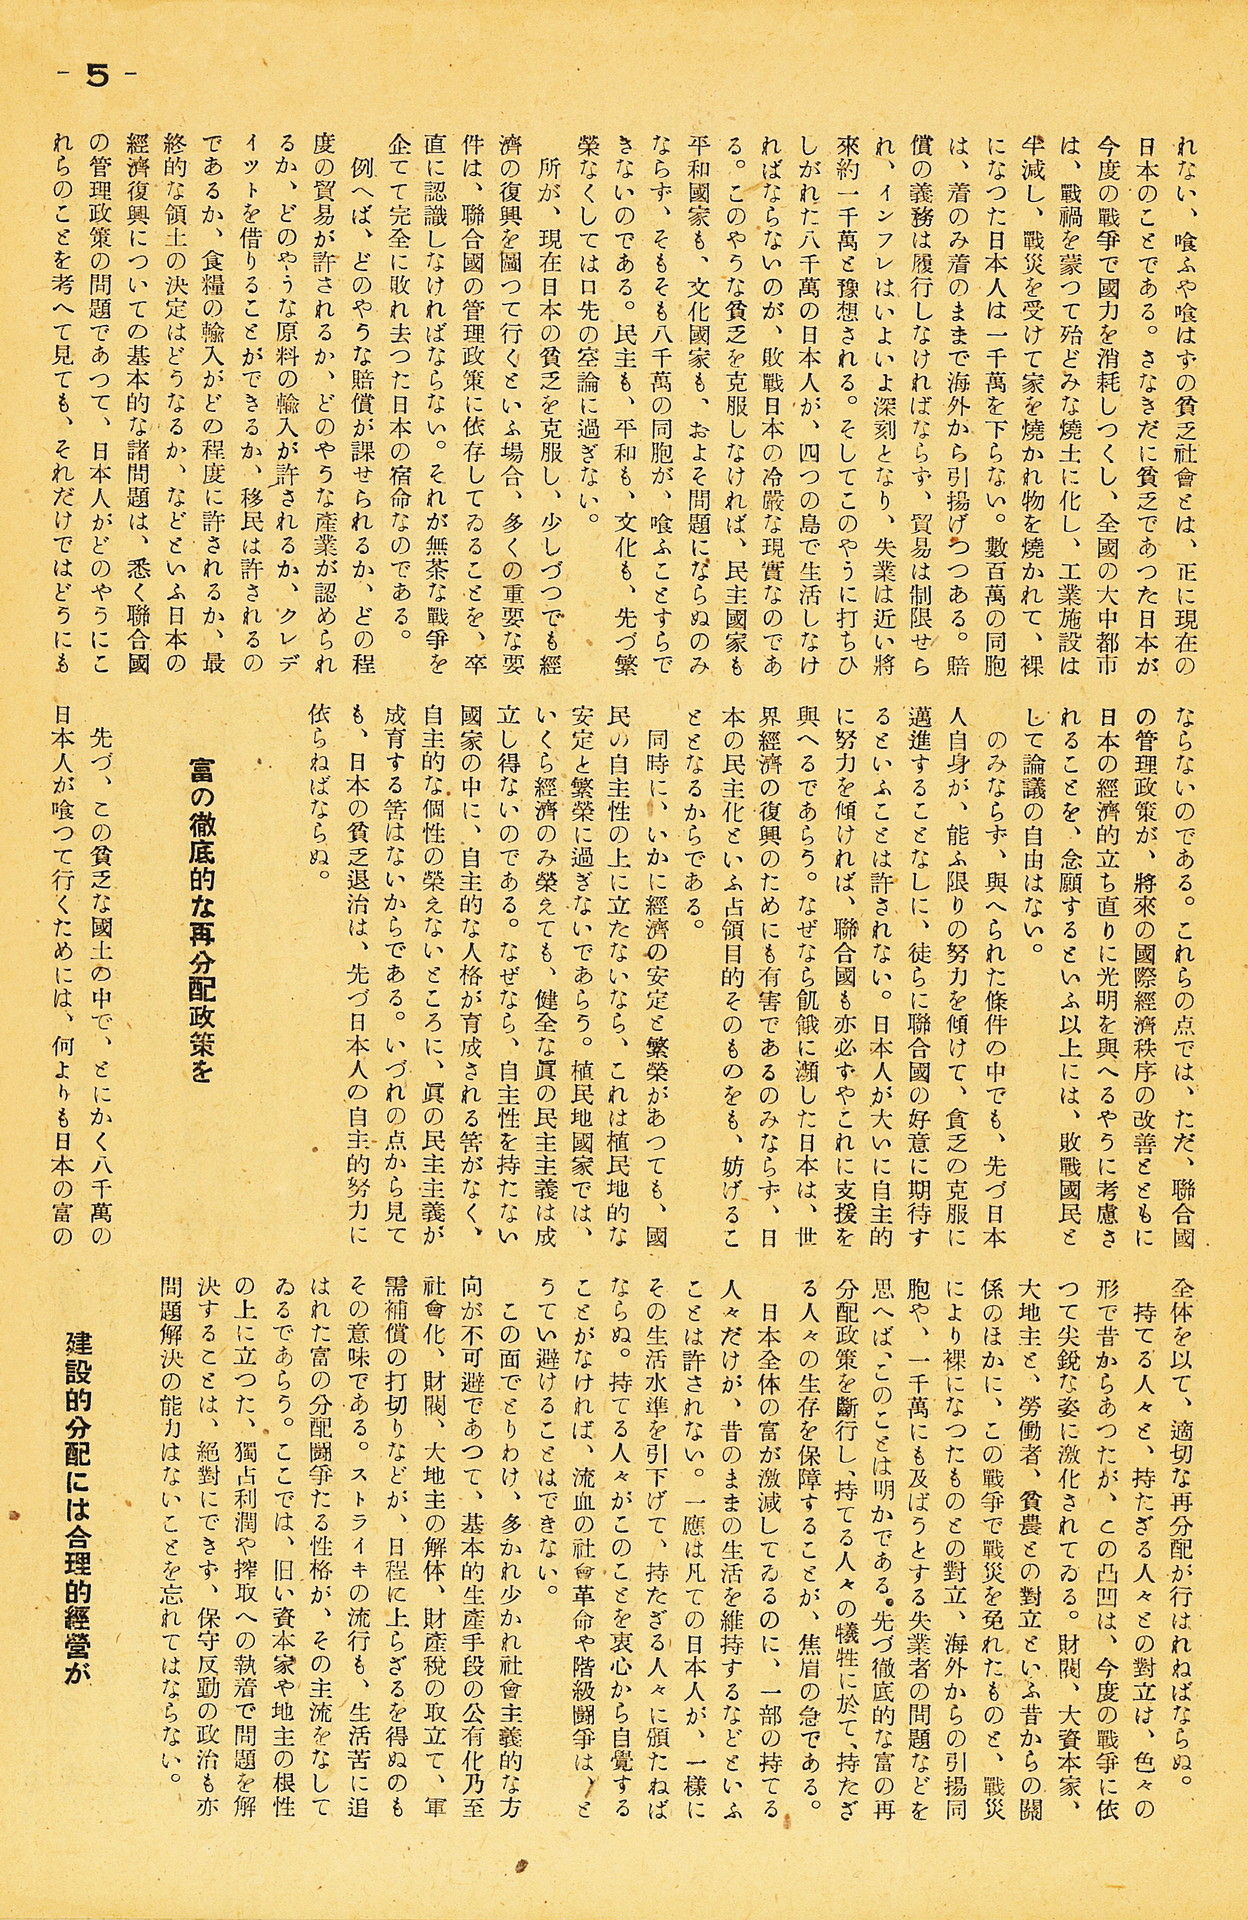 - 5 -
れない、喰ふや喰はずの貧乏社會とは、正に現在の
日本のことである。さなきだに貧乏であつた日本が
今度の戰爭で國力を消耗しつくし、全國の大中都市
は、戰禍を蒙つて殆どみな燒土に化し、工業施設は
半減し、戰災を受けて家を燒かれ物を燒かれて、裸
になつた日本人は一千萬を下らない。數百萬の同胞
は、着のみ着のままで海外から引揚げつつある。賠
償の義務は履行しなければならず、貿易は制限せら
れ、インフレはいよいよ深刻となり、失業は近い將
來約一千萬と豫想される。そしてこのやうに打ちひ
しがれた八千萬の日本人が、四つの島で生活しなけ
ればならないのが、敗戰日本の冷嚴な現實なのであ
る。このやうな貧乏を克服しなければ、民主國家も
平和國家も、文化國家も、およそ問題にならぬのみ
ならず、そもそも八千萬の同胞が、喰ふことすらで
きないのである。民主も、平和も、文化も、先づ繁
榮なくしては口先の空論に過ぎない。
所が、現在日本の貧乏を克服し、少しづつでも經
濟の復興を圖つて行くといふ場合、多くの重要な要
件は、聯合國の管理政策に依存してゐることを、卒
直に認識しなければならない。それが無茶な戰爭を
企てて完全に敗れ去つた日本の宿命なのである。
例へば、どのやうな賠償が課せられるか、どの程
度の貿易が許されるか、どのやうな產業が認められ
るか、どのやうな原料の輸入が許されるか、クレデ
イットを借りることができるか、移民は許されるの
であるか、食糧の輸入がどの程度に許されるか、最
終的な領土の決定はどうなるか、などといふ日本の
經濟復興についての基本的な諸問題は、悉く聯合國
の管理政策の問題であつて、日本人がどのやうにこ
れらのことを考へて見ても、それだけではどうにも
ならないのである。これらの点では、ただ、聯合國
の管理政策が、將來の國際經濟秩序の改善とともに
日本の經濟的立ち直りに光明を與へるやうに考慮さ
れることを、念願するといふ以上には、敗戰國民と
して論議の自由はない。
のみならず、與へられた條件の中でも、先づ日本
人自身が、能ふ限りの努力を傾けて、貧乏の克服に
邁進することなしに、徒らに聯合國の好意に期待す
るといふことは許されない。日本人が大いに自主的
に努力を傾ければ、聯合國も亦必ずやこれに支援を
與へるであらう。なぜなら飢餓に瀕した日本は、世
界經濟の復興のためにも有害であるのみならず、日
本の民主化といふ占領目的そのものをも、妨げるこ
ととなるからである。
同時に、いかに經濟の安定と繁榮があつても、國
民の自主性の上に立たないなら、これは植民地的な
安定と繁榮に過ぎないであらう。植民地國家では、
いくら經濟のみ榮えても、健全な眞の民主主義は成
立し得ないのである。なぜなら、自主性を持たない
國家の中に、自主的な人格が育成される筈がなく、
自主的な個性の榮えないところに、眞の民主主義が
成育する筈はないからである。いづれの点から見て
も、日本の貧乏退治は、先づ日本人の自主的努力に
依らねばならぬ。
富の徹底的な再分配政策を
先づ、この貧乏な國土の中で、とにかく八千萬の
日本人が喰つて行くためには、何よりも日本の富の
全体を以て、適切な再分配が行はれねばならぬ。
持てる人々と、持たざる人々との對立は、色々の
形で昔からあつたが、この凸凹は、今度の戰爭に依
つて尖銳な姿に激化されてゐる。財閥、大資本家、
大地主と、勞働者、貧農との對立といふ昔からの關
係のほかに、この戰爭で戰災を免れたものと、戰災
により裸になつたものとの對立、海外からの引揚同
胞や、一千萬にも及ばうとする失業者の問題などを
思へば、このことは明かである。先づ徹底的な富の再
分配政策を斷行し、持てる人々の犧牲に於て、持たざ
る人々の生存を保障することが、焦眉の急である。
日本全体の富が激減してゐるのに、一部の持てる
人々だけが、昔のままの生活を維持するなどといふ
ことは許されない。一應は凡ての日本人が、一樣に
その生活水準を引下げて、持たざる人々に頒たねば
ならぬ。持てる人々がこのことを衷心から自覺する
ことがなければ、流血の社會革命や階級鬪爭は、と
うてい避けることはできない。
この面でとりわけ、多かれ少かれ社會主義的な方
向が不可避であつて、基本的生產手段の公有化乃至
社會化、財閥、大地主の解体、財產稅の取立て、軍
需補償の打切りなどが、日程に上らざるを得ぬのも
その意味である。ストライキの流行も、生活苦に追
はれた富の分配鬪爭たる性格が、その主流をなして
ゐるであらう。ここでは、旧い資本家や地主の根性
の上に立つた、獨占利潤や搾取への執着で問題を解
決することは、絕對にできず、保守反動の政治も亦
問題解決の能力はないことを忘れてはならない。
建設的分配には合理的經營が